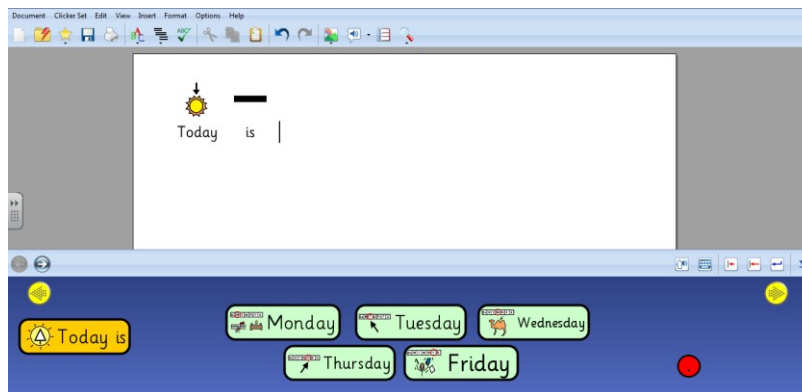 Document Clicker Set Edit View Insert Format Options Help
Today is
Today is
Monday Tuesday Wednesday
Thursday Friday